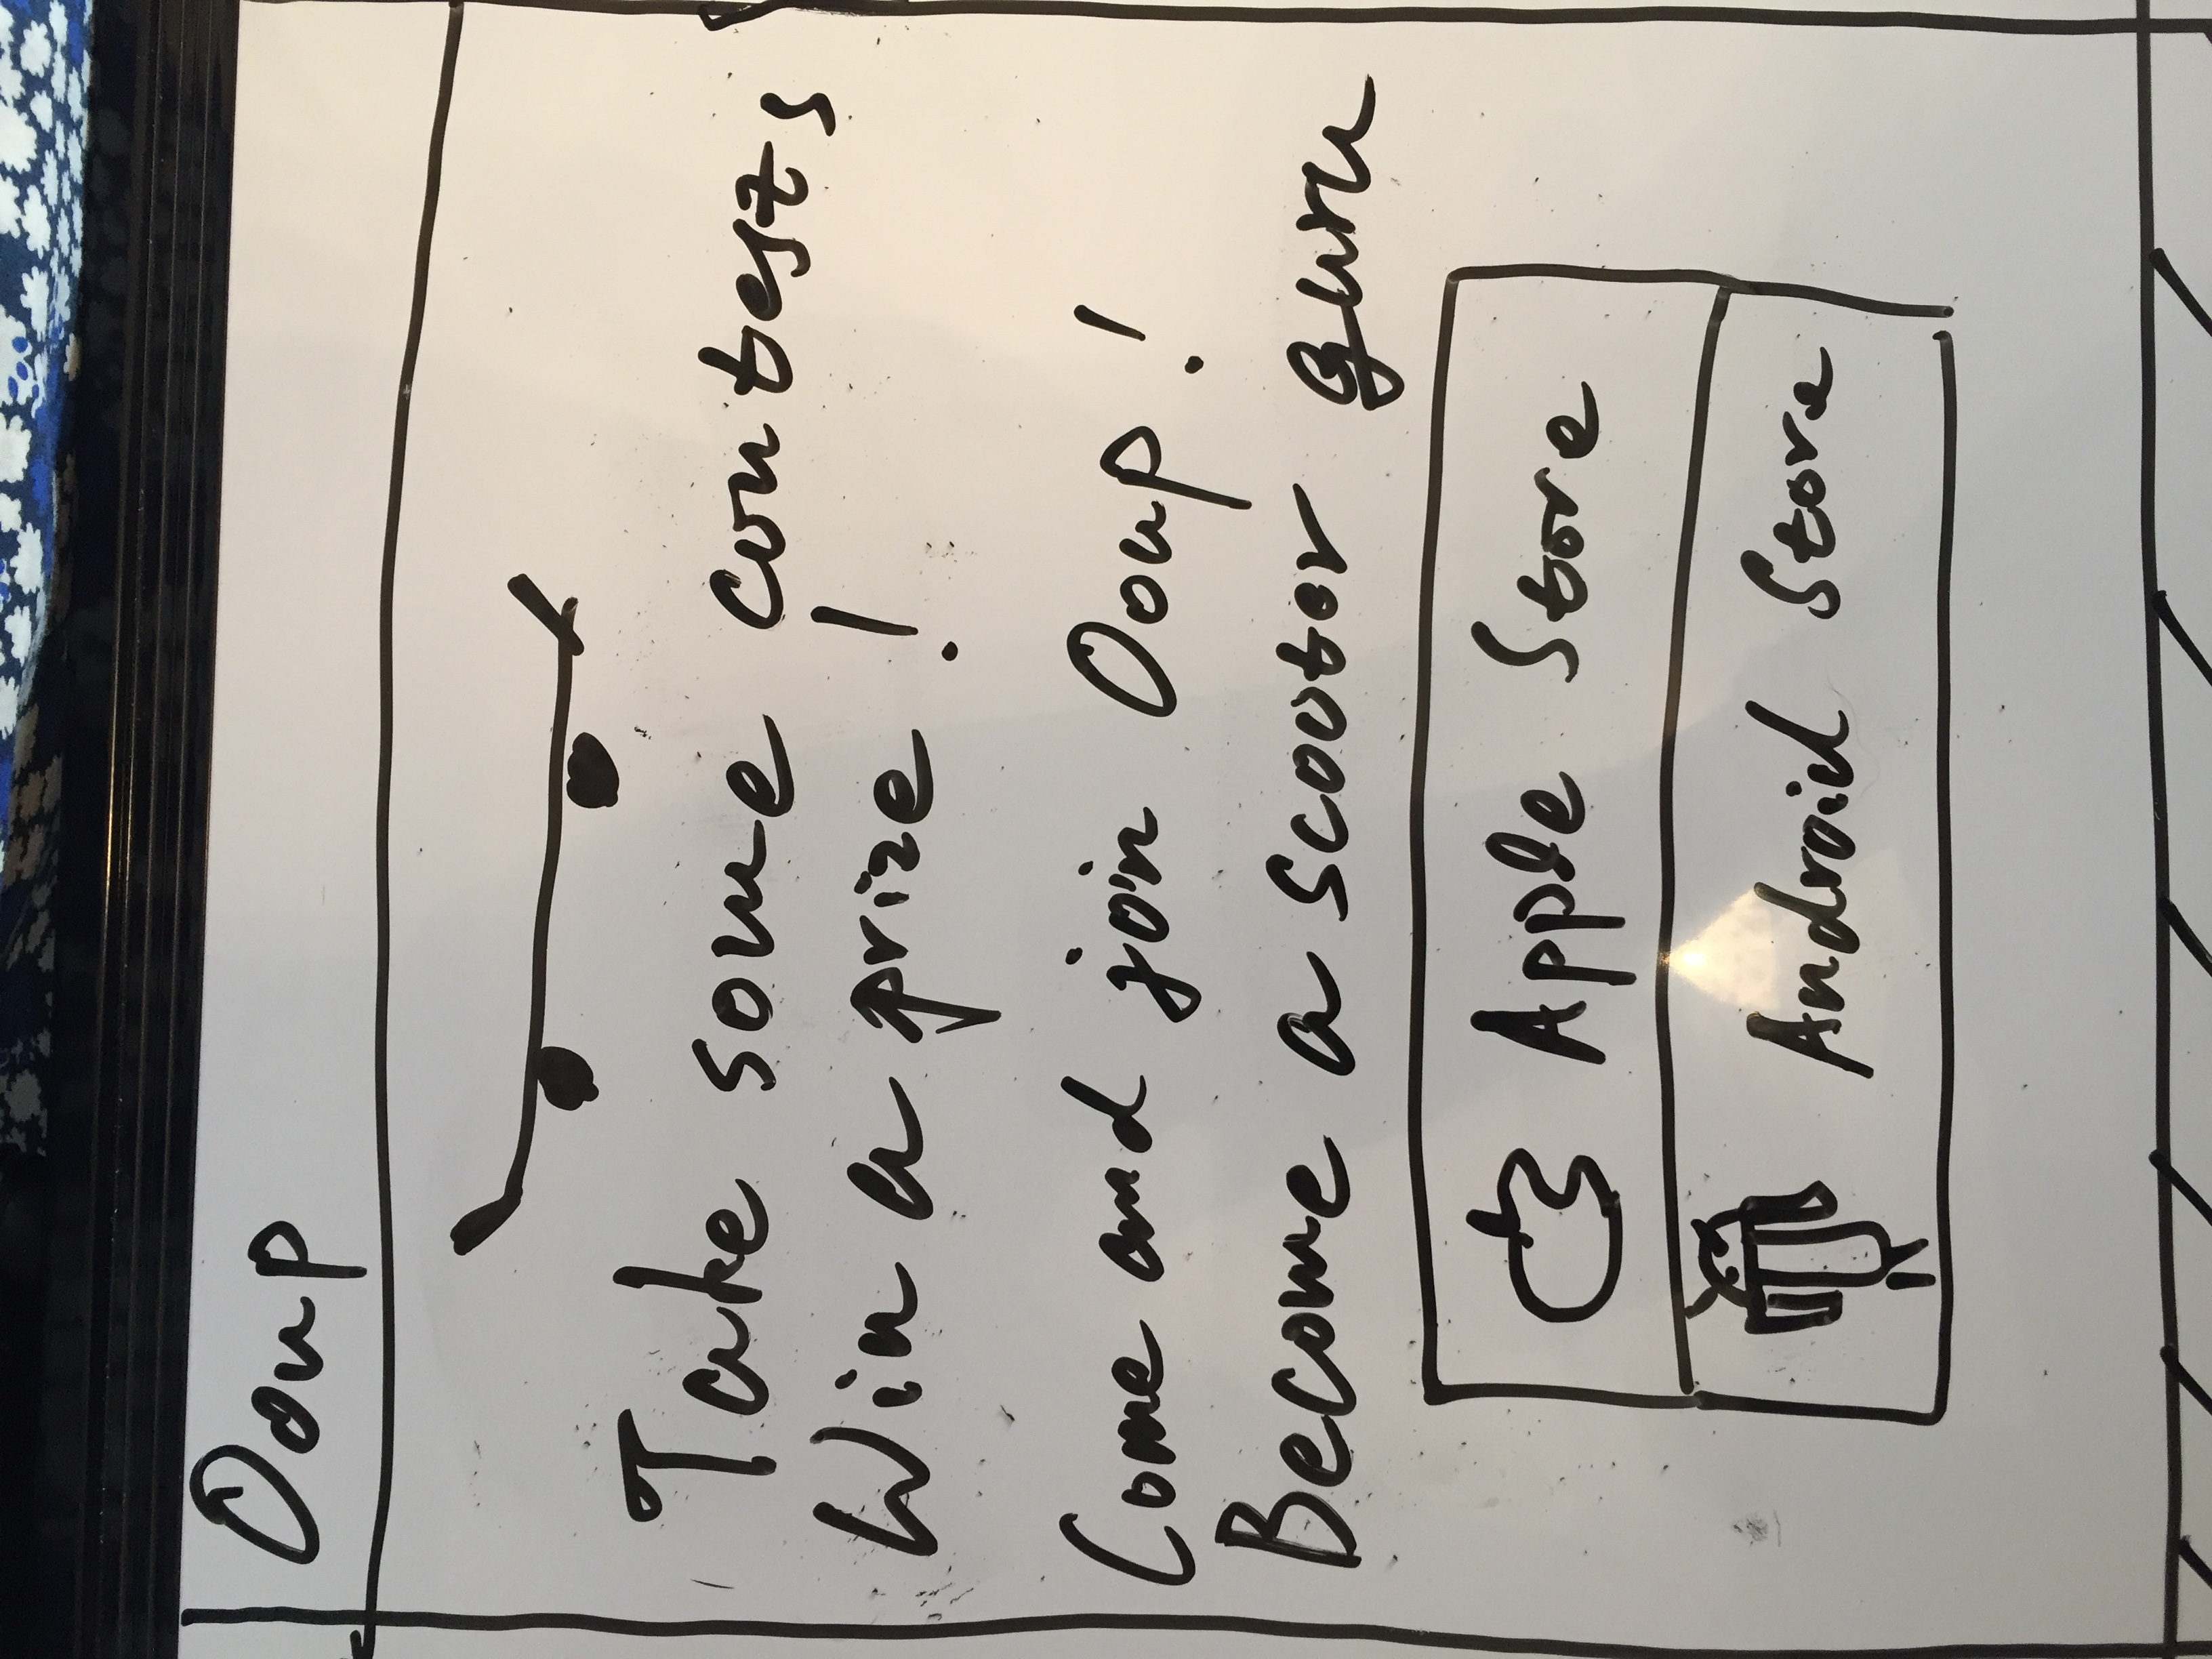 Ooup
Take some contests,
Win a prize!
Come and join Ooup!
Become a scooter guru
Apple Store
Android Store